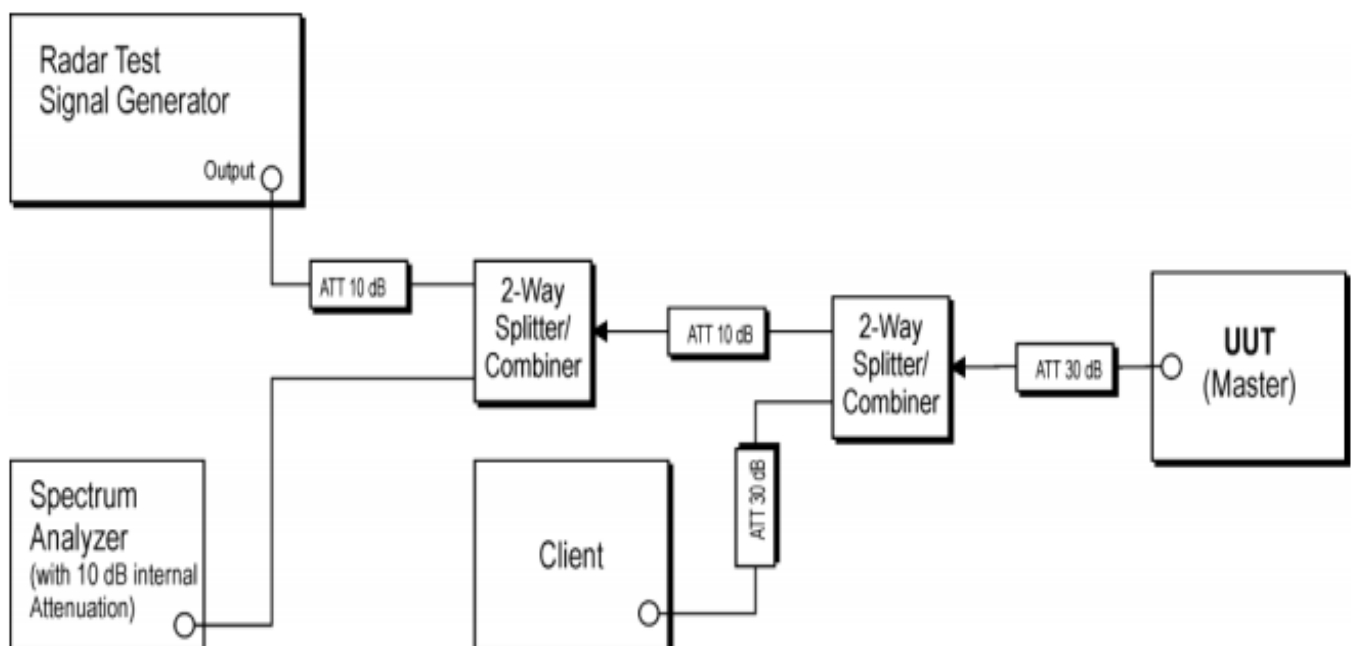 Radar Test
Signal Generator
Output
ATT 10 dB
2-Way
Splitter/
Combiner
ATT 10 dB
2-Way
Splitter/
Combiner
ATT 30 dB
UUT
(Master)
ATT 30 dB
Spectrum
Analyzer
(with 10 dB internal
Attenuation)
Client